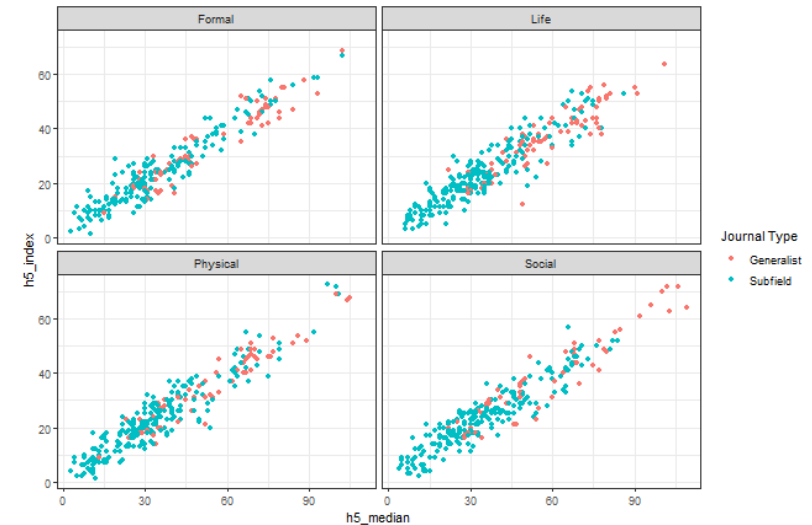 Formal
Life
60
40
20
0
h5_index
Physical
Social
60
40
20
0
0
30
60
90
0
30
60
90
h5_median
Journal Type
Generalist
Subfield